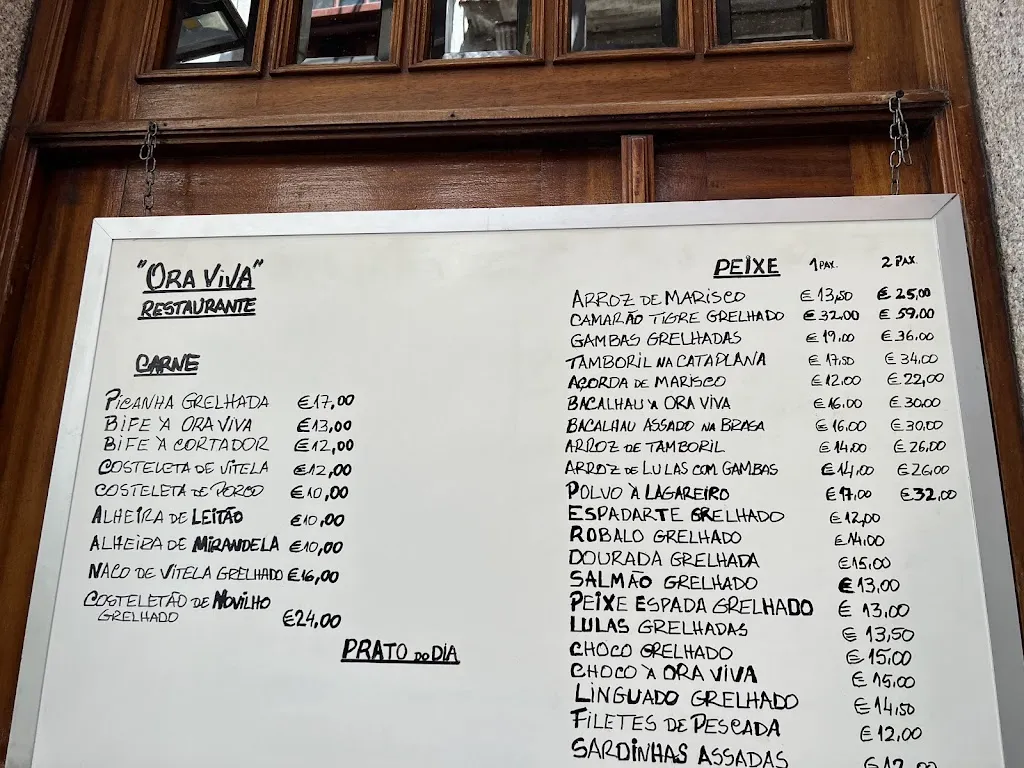 "ORA VIVA"
RESTAURANTE
CARNE
PICANHA GRELHADA €17,00
BIFE À ORA VIVA €13,00
BIFE À CORTADOR €12,00
COSTELETA DE VITELA €12,00
COSTELETA DE PORCO €10,00
ALHEIRA DE LEITÃO €10,00
ALHEIRA DE MIRANDELA €10,00
NACO DE VITELA GRELHADO €16,00
COSTELETÃO DE NOVILHO
GRELHADO €24,00
PRATO DO DIA
PEIXE 1 PAX. 2 PAX.
ARROZ DE MARISCO €13,50 €25,00
CAMARÃO TIGRE GRELHADO €32,00 €59,00
GAMBAS GRELHADAS €19,00 €36,00
TAMBORIL NA CATAPLANA €17,50 €34,00
AÇORDA DE MARISCO €12,00 €22,00
BACALHAU À ORA VIVA €16,00 €30,00
BACALHAU ASSADO NA BRASA €16,00 €30,00
ARROZ DE TAMBORIL €14,00 €26,00
ARROZ DE LULAS COM GAMBAS €14,00 €26,00
POLVO À LAGAREIRO €17,00 €32,00
ESPADARTE GRELHADO €12,00
ROBALO GRELHADO €14,00
DOURADA GRELHADA €15,00
SALMÃO GRELHADO €13,00
PEIXE ESPADA GRELHADO €13,00
LULAS GRELHADAS €13,50
CHOCO GRELHADO €15,00
CHOCO À ORA VIVA €15,00
LINGUADO GRELHADO €14,50
FILETES DE PESCADA €12,00
SARDINHAS ASSADAS